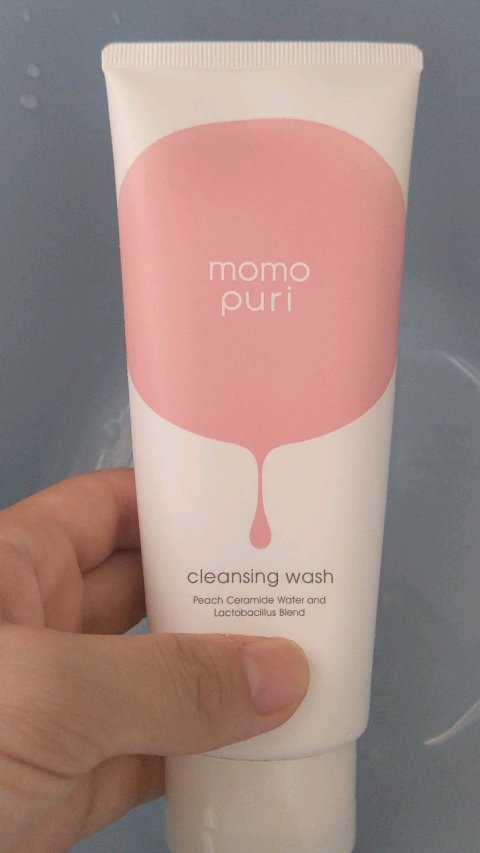 momo
puri
cleansing wash
Peach Ceramide Water and
Lactobacillus Blend